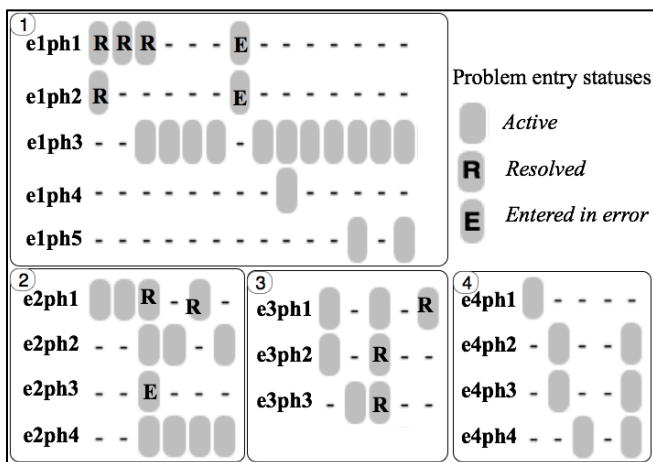 1
e1ph1 R R R - - - E - - - - - - -
e1ph2 R - - - - - E - - - - - - -
e1ph3 - - -
e1ph4 - - - - - - - - - - - - -
e1ph5 - - - - - - - - - - - -
Problem entry statuses
Active
R Resolved
E Entered in error
2
e2ph1 R - R -
e2ph2 - - -
e2ph3 - - E - - -
e2ph4 - -
3
e3ph1 - - R
e3ph2 - R - -
e3ph3 - R - -
4
e4ph1 - - - -
e4ph2 - - -
e4ph3 - - -
e4ph4 - - -